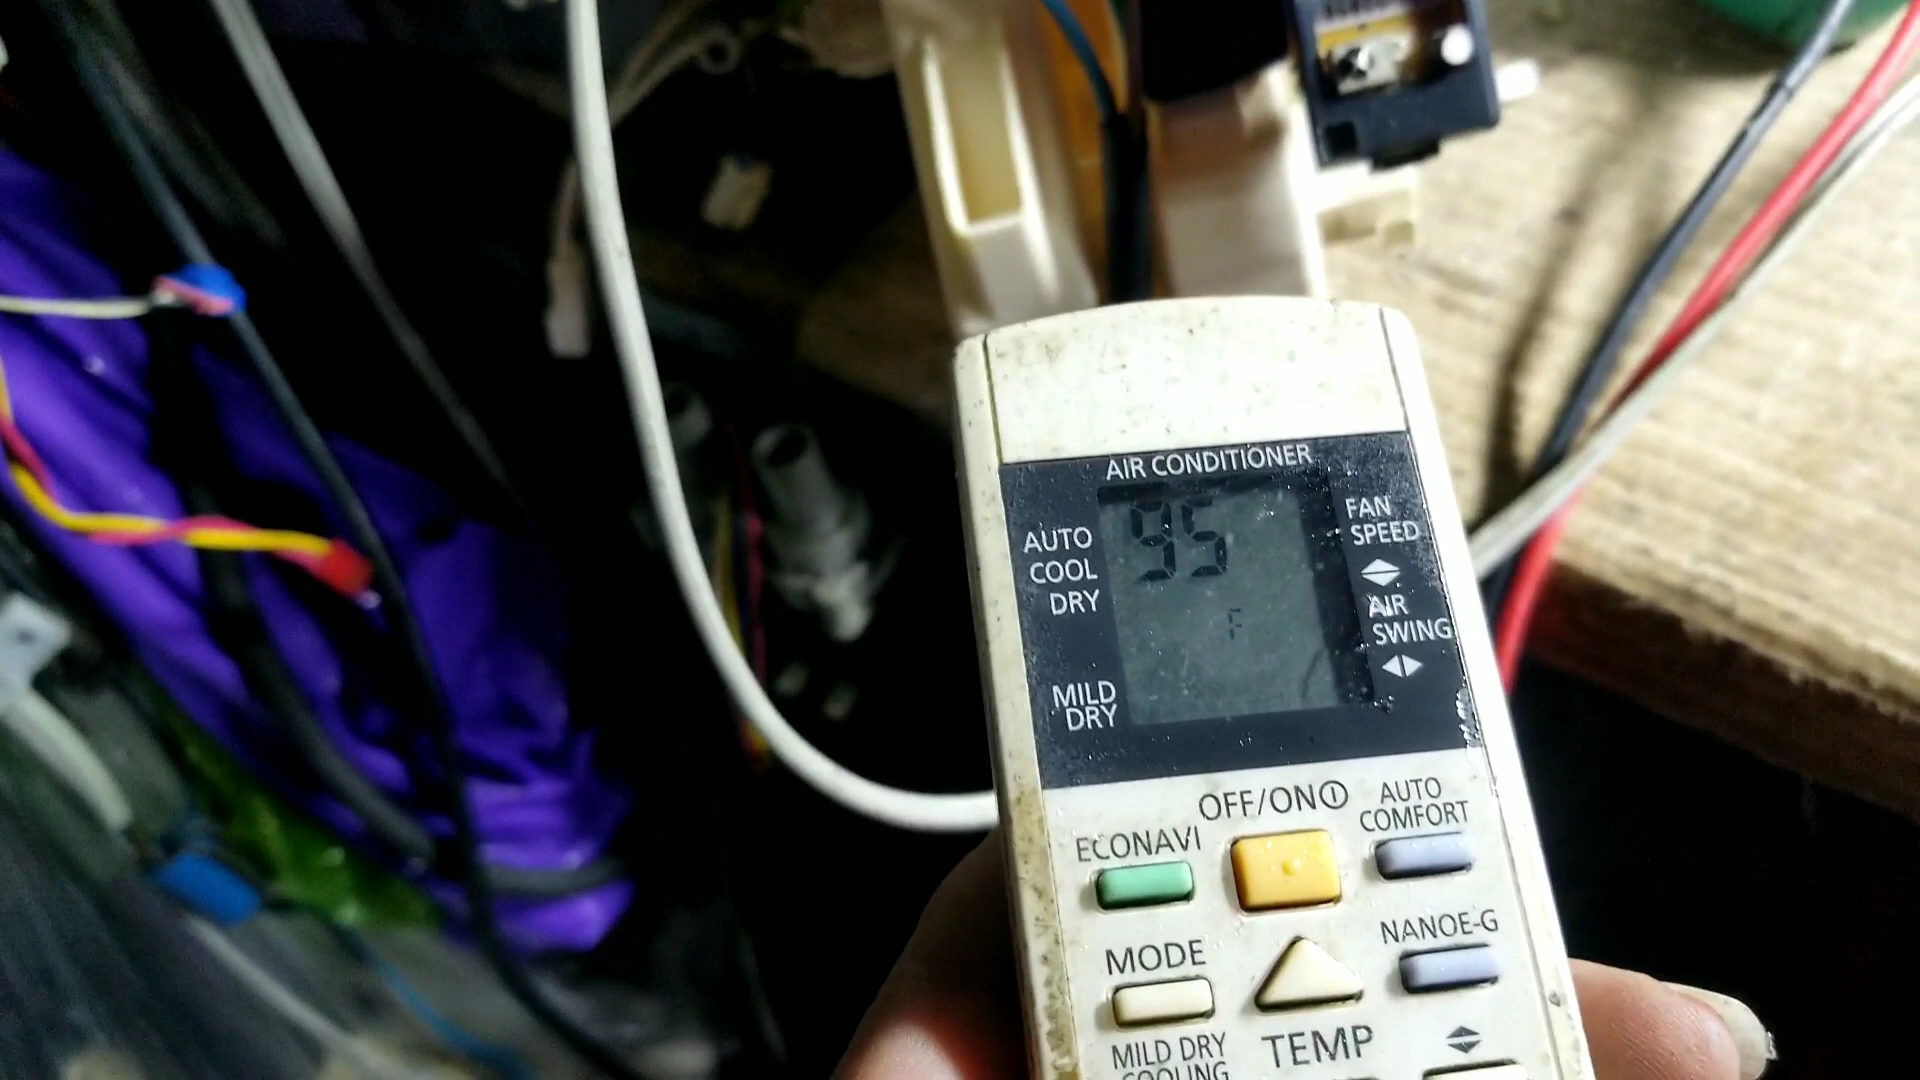 AIR CONDITIONER
95
F
AUTO
COOL
DRY
MILD
DRY
FAN
SPEED
AIR
SWING
OFF/ON
AUTO
COMFORT
ECONAVI
NANOE-G
MODE
TEMP
MILD DRY
COOLING